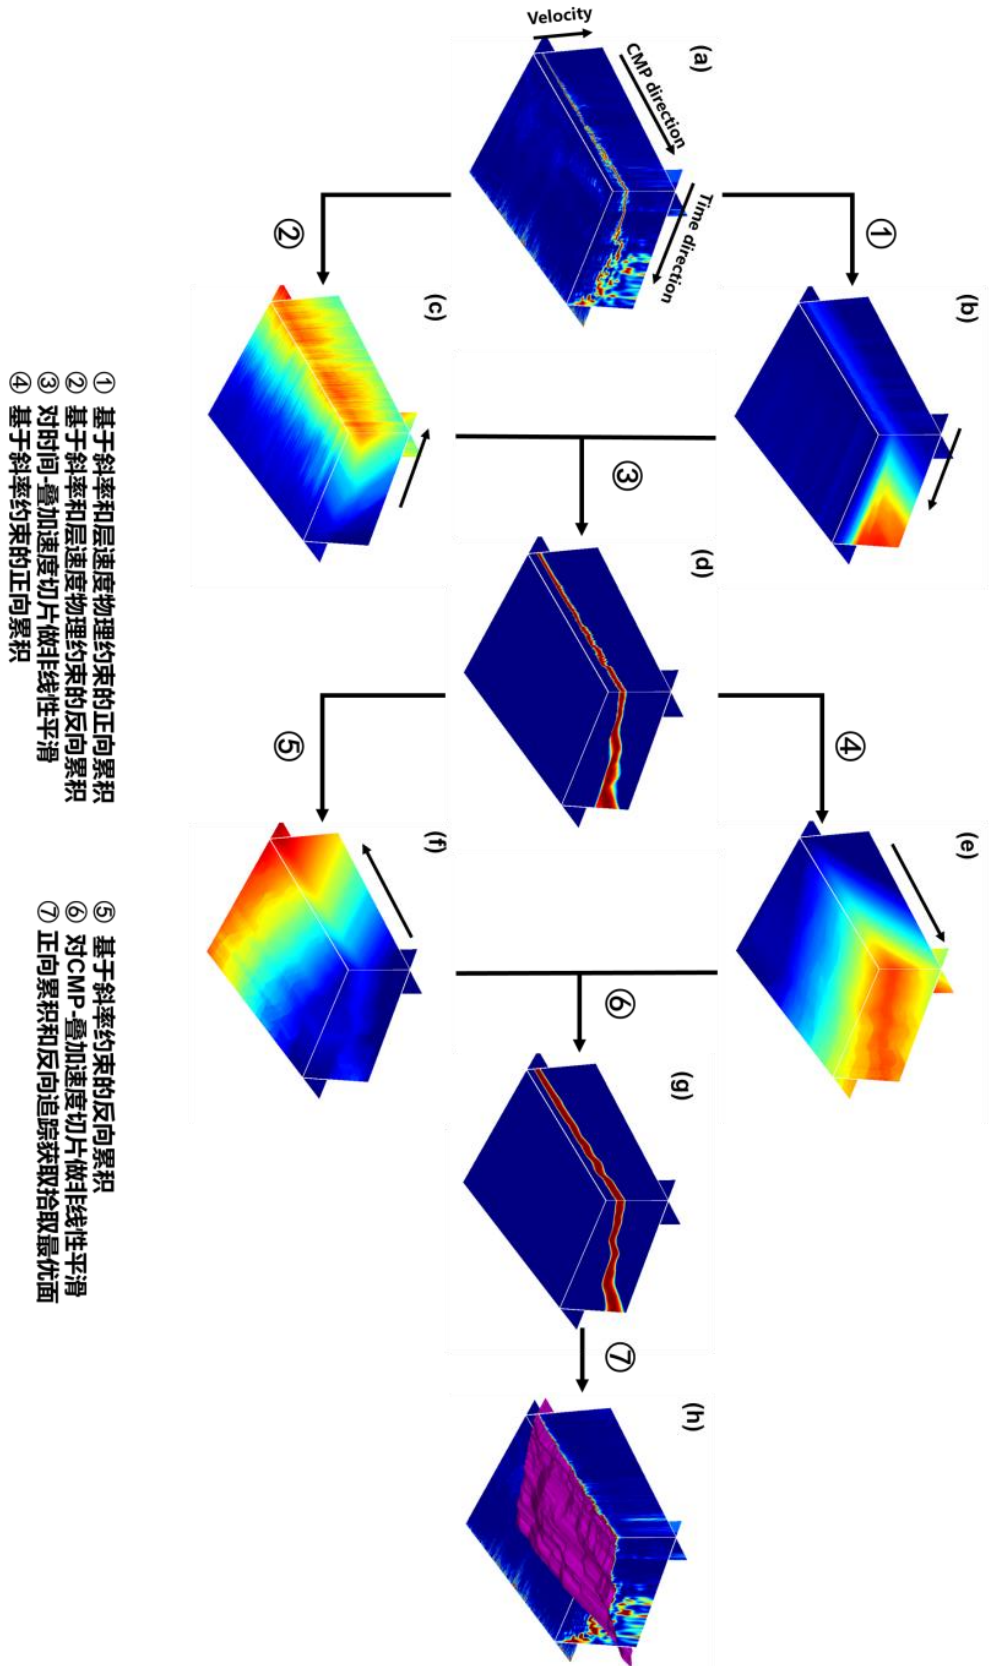 (a)
Velocity
CMP direction
Time direction
①
②
(b)
(c)
③
(d)
④
⑤
(e)
(f)
⑥
(g)
⑦
(h)
① 基于斜率和层速度物理约束的正向累积
② 基于斜率和层速度物理约束的反向累积
③ 对时间-叠加速度切片做非线性平滑
④ 基于斜率约束的正向累积
⑤ 基于斜率约束的反向累积
⑥ 对CMP-叠加速度切片做非线性平滑
⑦ 正向累积和反向追踪获取拾取最优面